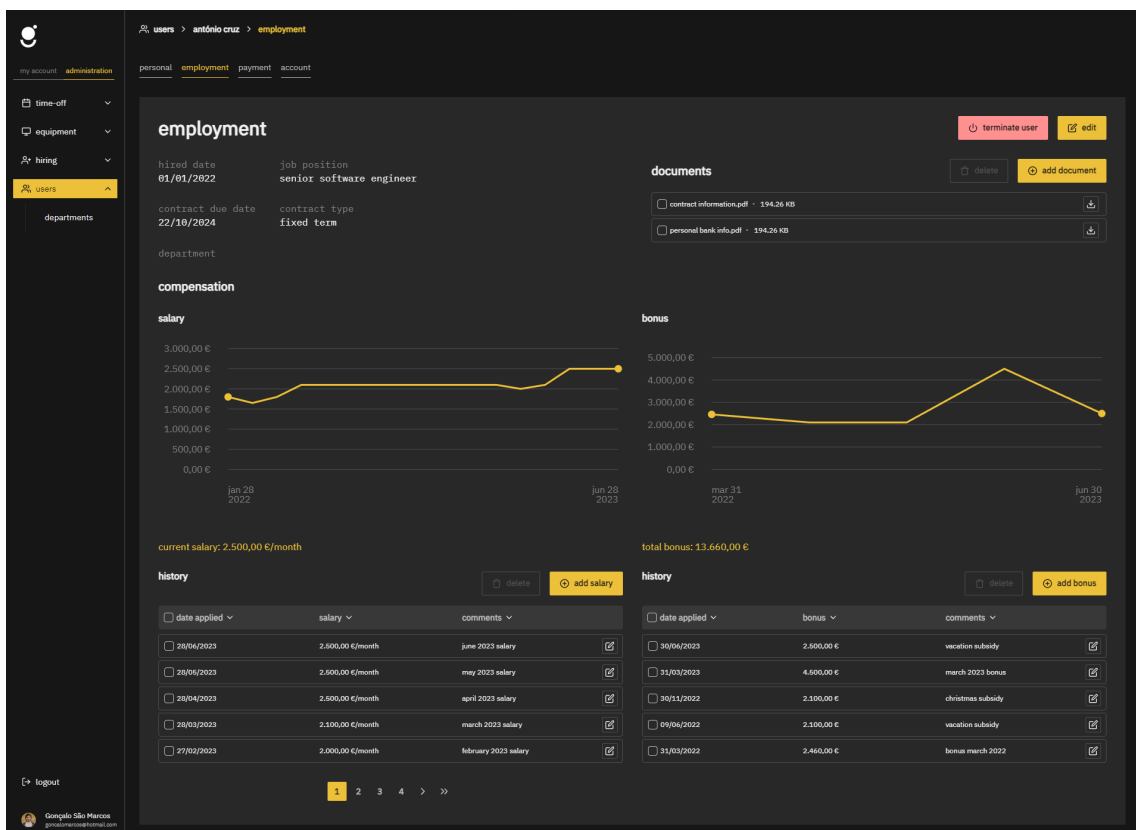 users > antónio cruz > employment
my account administration
personal employment payment account
time-off
equipment
hiring
users
departments
employment
terminate user
edit
hired date job position
01/01/2022 senior software engineer
contract due date contract type
22/10/2024 fixed term
department
documents
delete
add document
contract information.pdf · 194.26 KB
personal bank info.pdf · 194.26 KB
compensation
salary
3.000,00 €
2.500,00 €
2.000,00 €
1.500,00 €
1.000,00 €
500,00 €
0,00 €
jan 28 jun 28
2022 2023
current salary: 2.500,00 €/month
history
delete
add salary
date applied salary comments
28/06/2023 2.500,00 €/month june 2023 salary
28/05/2023 2.500,00 €/month may 2023 salary
28/04/2023 2.500,00 €/month april 2023 salary
28/03/2023 2.100,00 €/month march 2023 salary
27/02/2023 2.000,00 €/month february 2023 salary
1 2 3 4 > >>
bonus
5.000,00 €
4.000,00 €
3.000,00 €
2.000,00 €
1.000,00 €
0,00 €
mar 31 jun 30
2022 2023
total bonus: 13.660,00 €
history
delete
add bonus
date applied bonus comments
30/06/2023 2.500,00 € vacation subsidy
31/03/2023 4.500,00 € march 2023 bonus
30/11/2022 2.100,00 € christmas subsidy
09/06/2022 2.100,00 € vacation subsidy
31/03/2022 2.460,00 € bonus march 2022
logout
Gonçalo São Marcos
goncalomarcos@hotmail.com